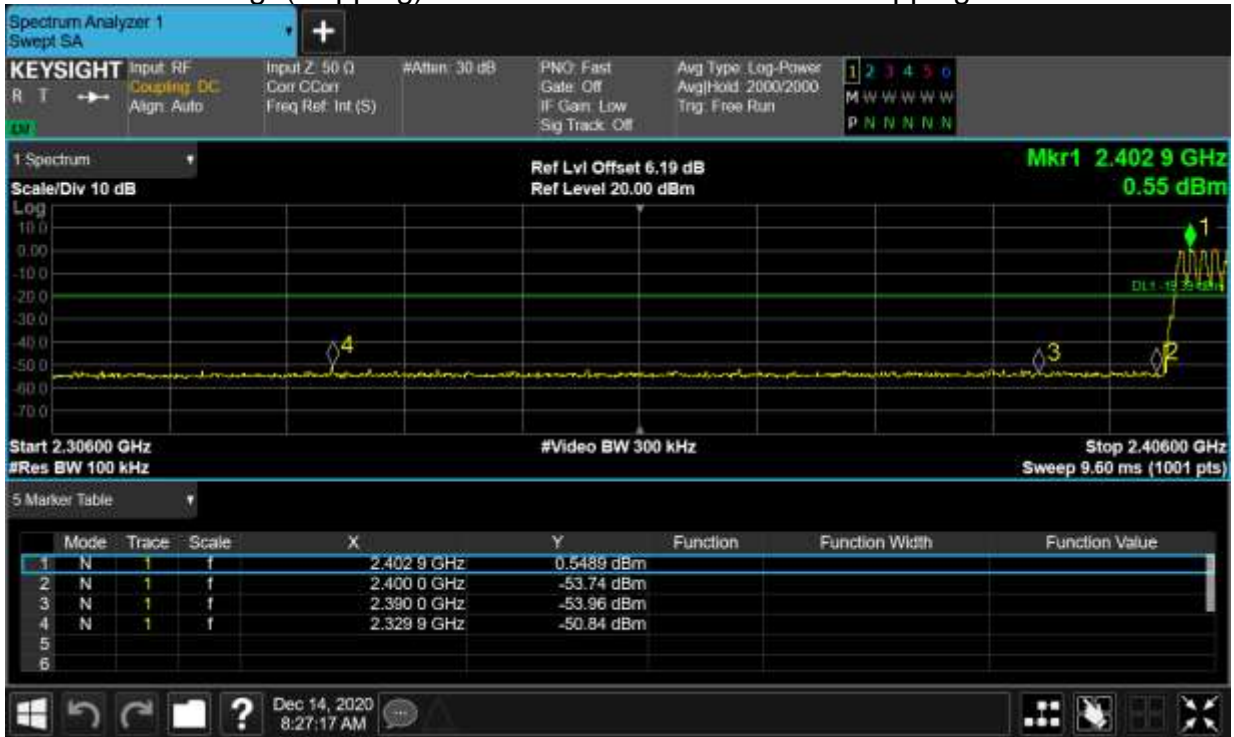 Spectrum Analyzer 1
Swept SA
+
KEYSIGHT Input: RF Input Z: 50 Ω #Atten: 30 dB PNO: Fast Avg Type: Log-Power 1 2 3 4 5 6
R T Coupling: DC Corr CCorr Gate: Off Avg|Hold: 2000/2000 M W W W W W
Align: Auto Freq Ref: Int (S) IF Gain: Low Trig: Free Run P N N N N N
Sig Track: Off
1 Spectrum Ref Lvl Offset 6.19 dB Mkr1 2.402 9 GHz
Scale/Div 10 dB Ref Level 20.00 dBm 0.55 dBm
Log
10.0
0.00
-10.0
-20.0
-30.0
-40.0
-50.0
-60.0
-70.0
1
4
3
2
Start 2.30600 GHz #Video BW 300 kHz Stop 2.40600 GHz
#Res BW 100 kHz Sweep 9.60 ms (1001 pts)
5 Marker Table
Mode Trace Scale X Y Function Function Width Function Value
1 N 1 f 2.402 9 GHz 0.5489 dBm
2 N 1 f 2.400 0 GHz -53.74 dBm
3 N 1 f 2.390 0 GHz -53.96 dBm
4 N 1 f 2.329 9 GHz -50.84 dBm
5
6
? Dec 14, 2020
8:27:17 AM